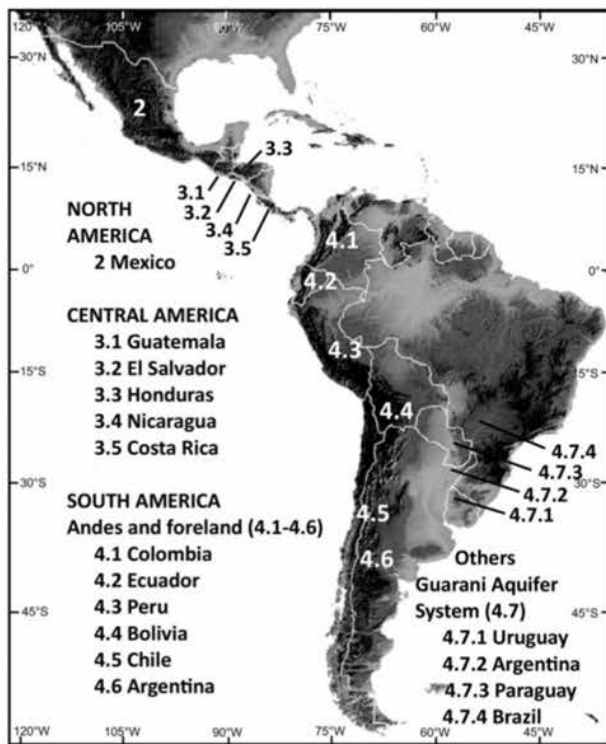 120° 105°W 90°W 75°W 60°W 45°W
30°N 30°N
2
3.3
15°N 15°N
3.1
3.2
3.4
3.5
NORTH
AMERICA
2 Mexico
4.1
0° 0°
4.2
CENTRAL AMERICA
3.1 Guatemala
3.2 El Salvador
3.3 Honduras
3.4 Nicaragua
3.5 Costa Rica
4.3
15°S 15°S
4.4
4.7.4
4.7.3
4.7.2
4.7.1
30°S 30°S
SOUTH AMERICA
Andes and foreland (4.1-4.6)
4.1 Colombia
4.2 Ecuador
4.3 Peru
4.4 Bolivia
4.5 Chile
4.6 Argentina
4.5
4.6
Others
Guarani Aquifer
System (4.7)
4.7.1 Uruguay
4.7.2 Argentina
4.7.3 Paraguay
4.7.4 Brazil
45°S 45°S
120°W 105°W 90°W 75°W 60°W 45°W